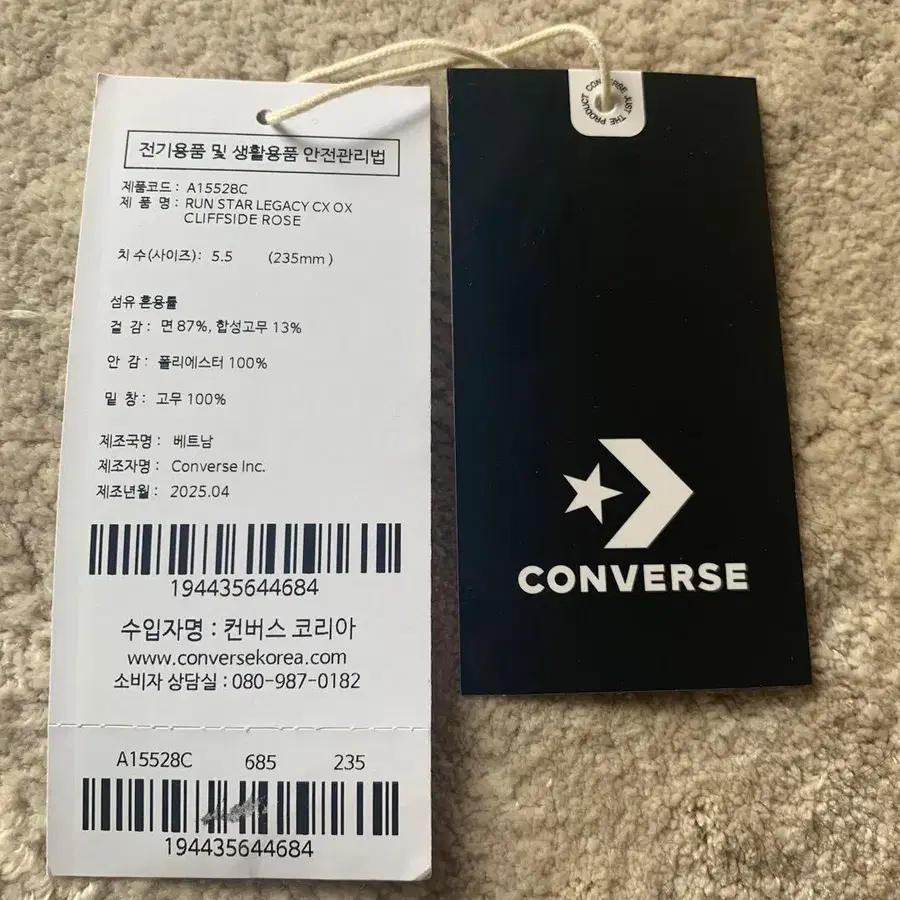 전기용품 및 생활용품 안전관리법
제품코드 : A15528C
제 품 명 : RUN STAR LEGACY CX OX
CLIFFSIDE ROSE
치수(사이즈): 5.5 (235mm)
섬유 혼용률
겉 감 : 면 87%, 합성고무 13%
안 감 : 폴리에스터 100%
밑 창 : 고무 100%
제조국명 : 베트남
제조자명 : Converse Inc.
제조년월 : 2025.04
194435644684
수입자명 : 컨버스 코리아
www.conversekorea.com
소비자 상담실 : 080-987-0182
A15528C 685 235
194435644684
CONVERSE JUST THE PRODUCT
CONVERSE